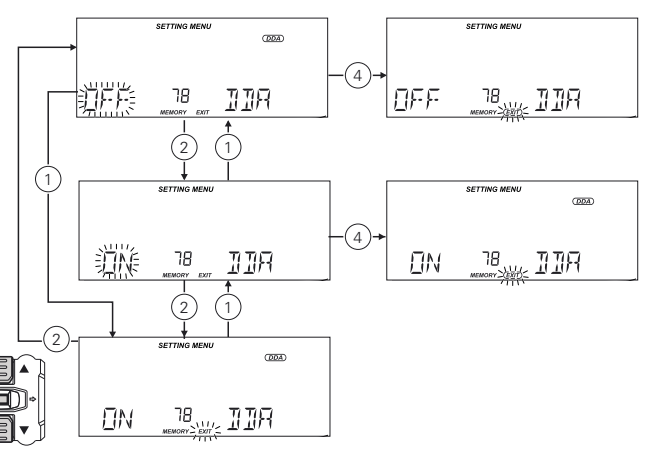 SETTING MENU
DDA
OFF 78 DDA
MEMORY EXIT
4
SETTING MENU
OFF 78 DDA
MEMORY EXIT
2 1
1
SETTING MENU
ON 78 DDA
MEMORY EXIT
4
SETTING MENU
DDA
ON 78 DDA
MEMORY EXIT
2 1
2
SETTING MENU
DDA
ON 78 DDA
MEMORY EXIT